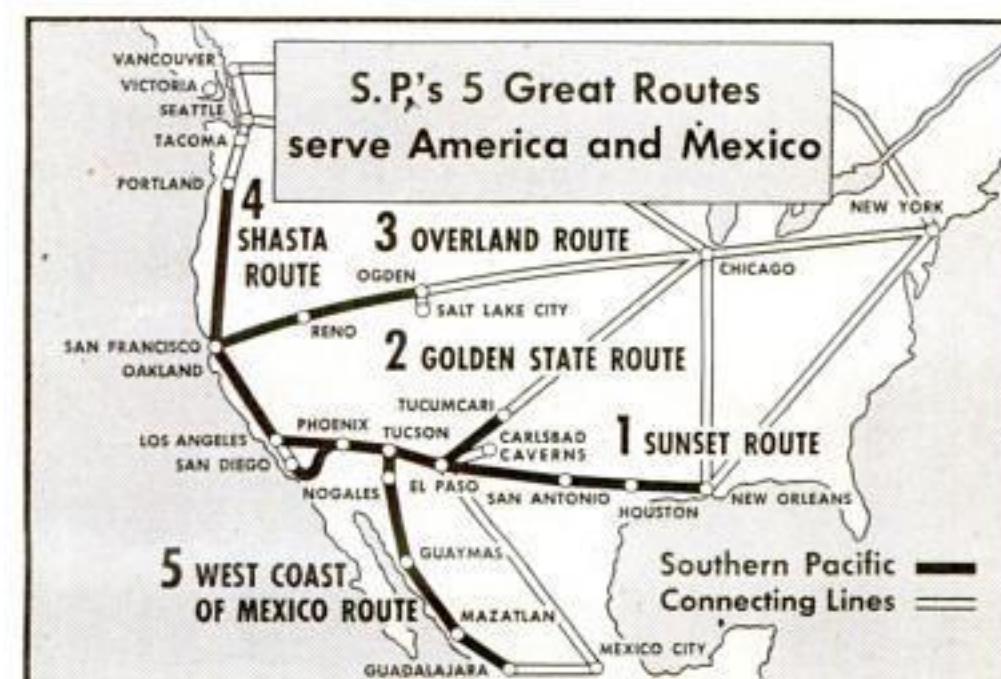 S.P.'s 5 Great Routes
serve America and Mexico
VANCOUVER
VICTORIA
SEATTLE
TACOMA
PORTLAND
NEW YORK
4
SHASTA
ROUTE
3 OVERLAND ROUTE
CHICAGO
OGDEN
SALT LAKE CITY
RENO
SAN FRANCISCO
OAKLAND
2 GOLDEN STATE ROUTE
TUCUMCARI
PHOENIX
TUCSON
CARLSBAD
CAVERNS
1 SUNSET ROUTE
LOS ANGELES
SAN DIEGO
NOGALES
EL PASO
SAN ANTONIO
HOUSTON
NEW ORLEANS
GUAYMAS
5 WEST COAST
OF MEXICO ROUTE
MAZATLAN
GUADALAJARA
MEXICO CITY
Southern Pacific
Connecting Lines